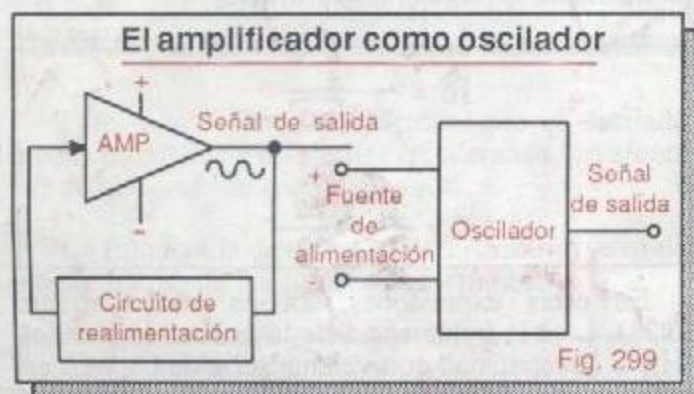 El amplificador como oscilador
+
AMP
-
Señal de salida
Circuito de
realimentación
+
Fuente
de
alimentación
Oscilador
Señal
de salida
Fig. 299